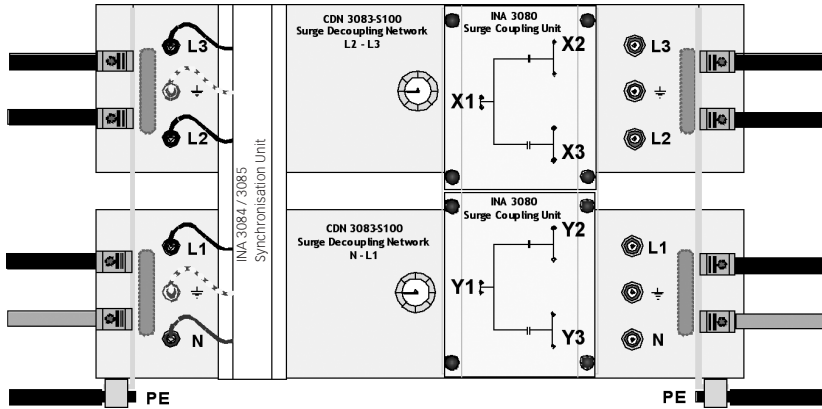 CDN 3083-S100
Surge Decoupling Network
L2 - L3
INA 3080
Surge Coupling Unit
X2
X1
X3
L3
L2
L3
L2
INA 3084 / 3085
Synchronisation Unit
CDN 3083-S100
Surge Decoupling Network
N - L1
INA 3080
Surge Coupling Unit
Y2
Y1
Y3
L1
N
L1
N
PE
PE